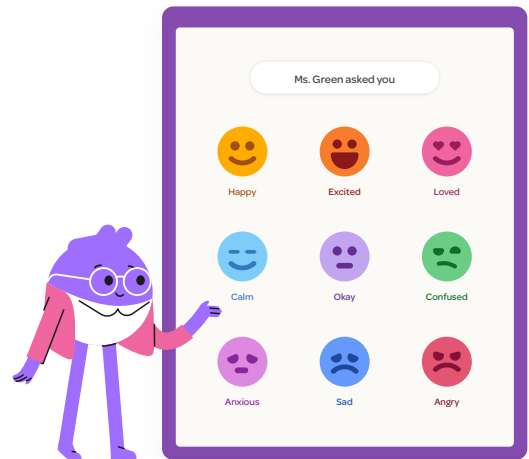 Ms. Green asked you
Happy
Excited
Loved
Calm
Okay
Confused
Anxious
Sad
Angry